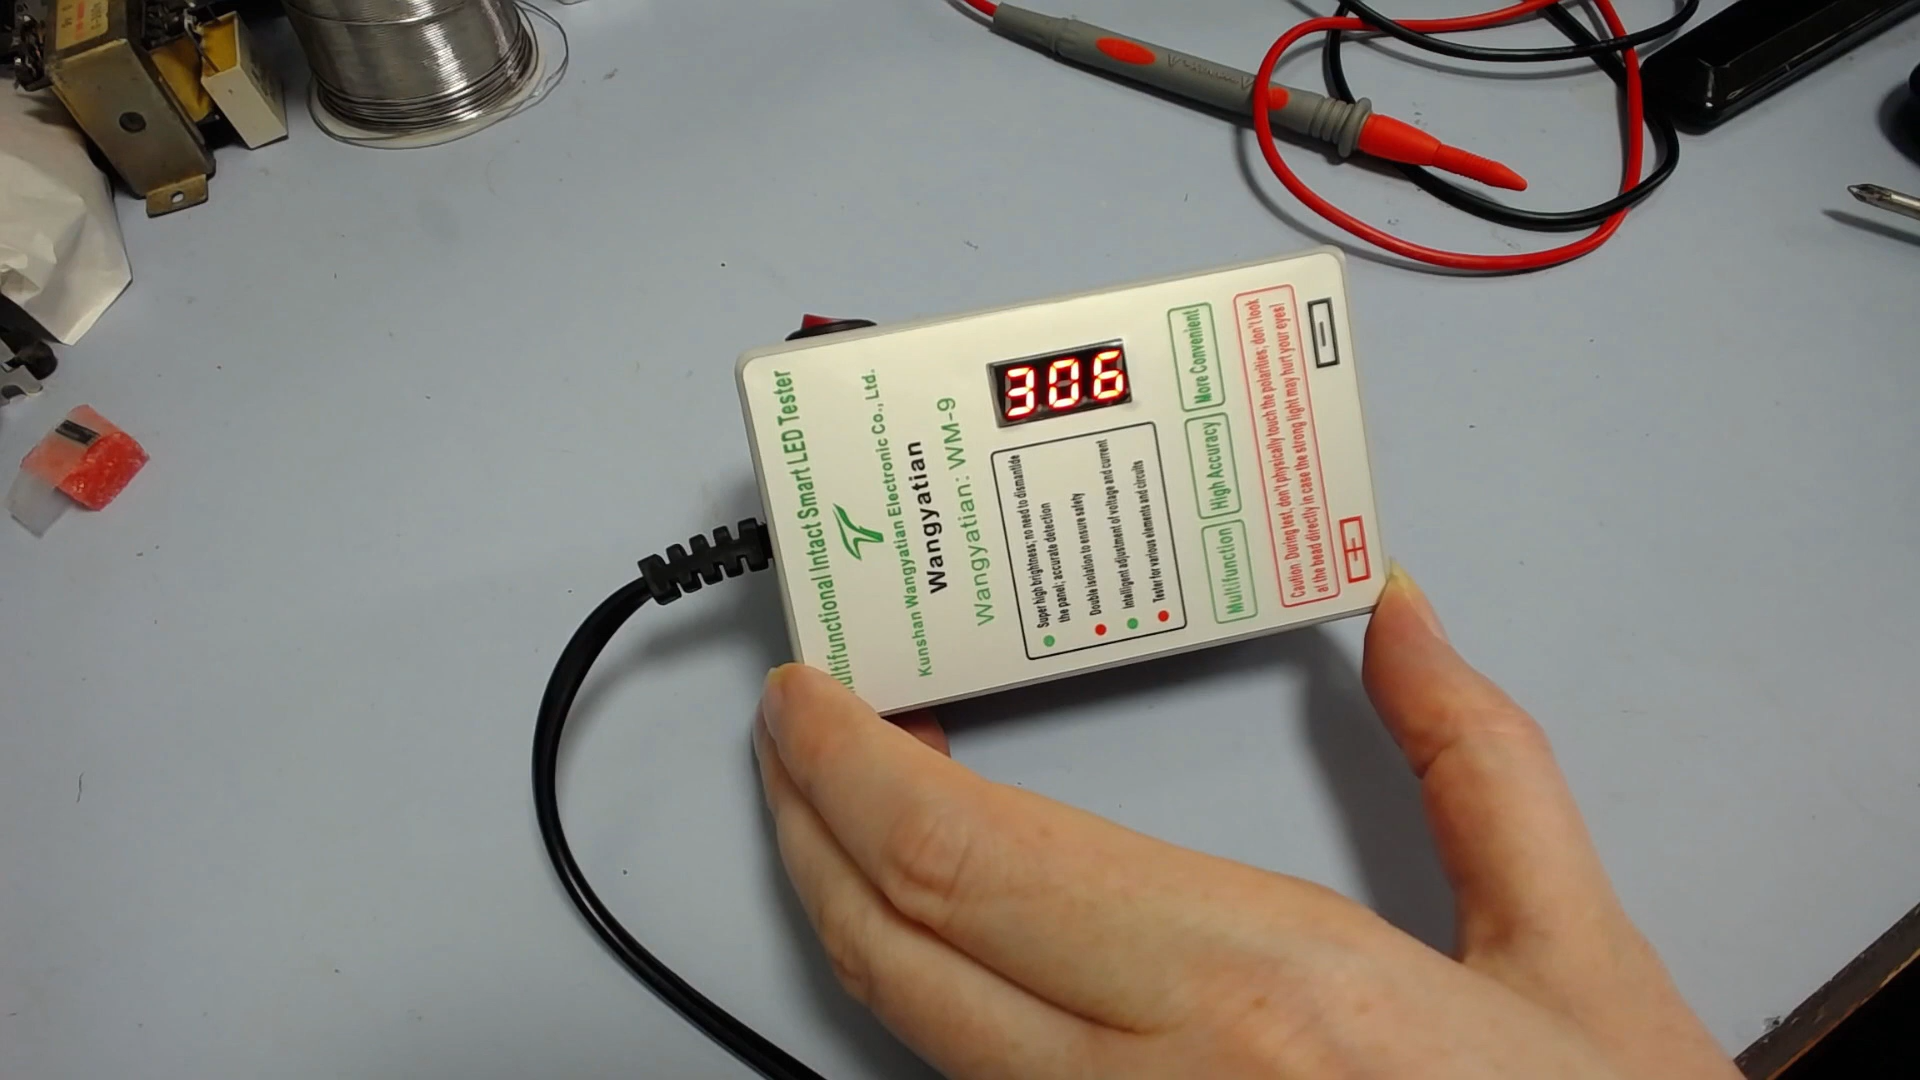 ultifunctional Intact Smart LED Tester
Kunshan Wangyatian Electronic Co., Ltd.
Wangyatian
Wangyatian: WM-9
306
Super high brightness; no need to dismantide
the panel; accurate detection
Double isolation to ensure safety
Intelligent adjustment of voltage and current
Tester for various elements and circuits
Multifunction
High Accuracy
More Convenient
Caution: During test, don't physically touch the polarities; don't look
at the bead directly in case the strong light may hurt your eyes!
+
-